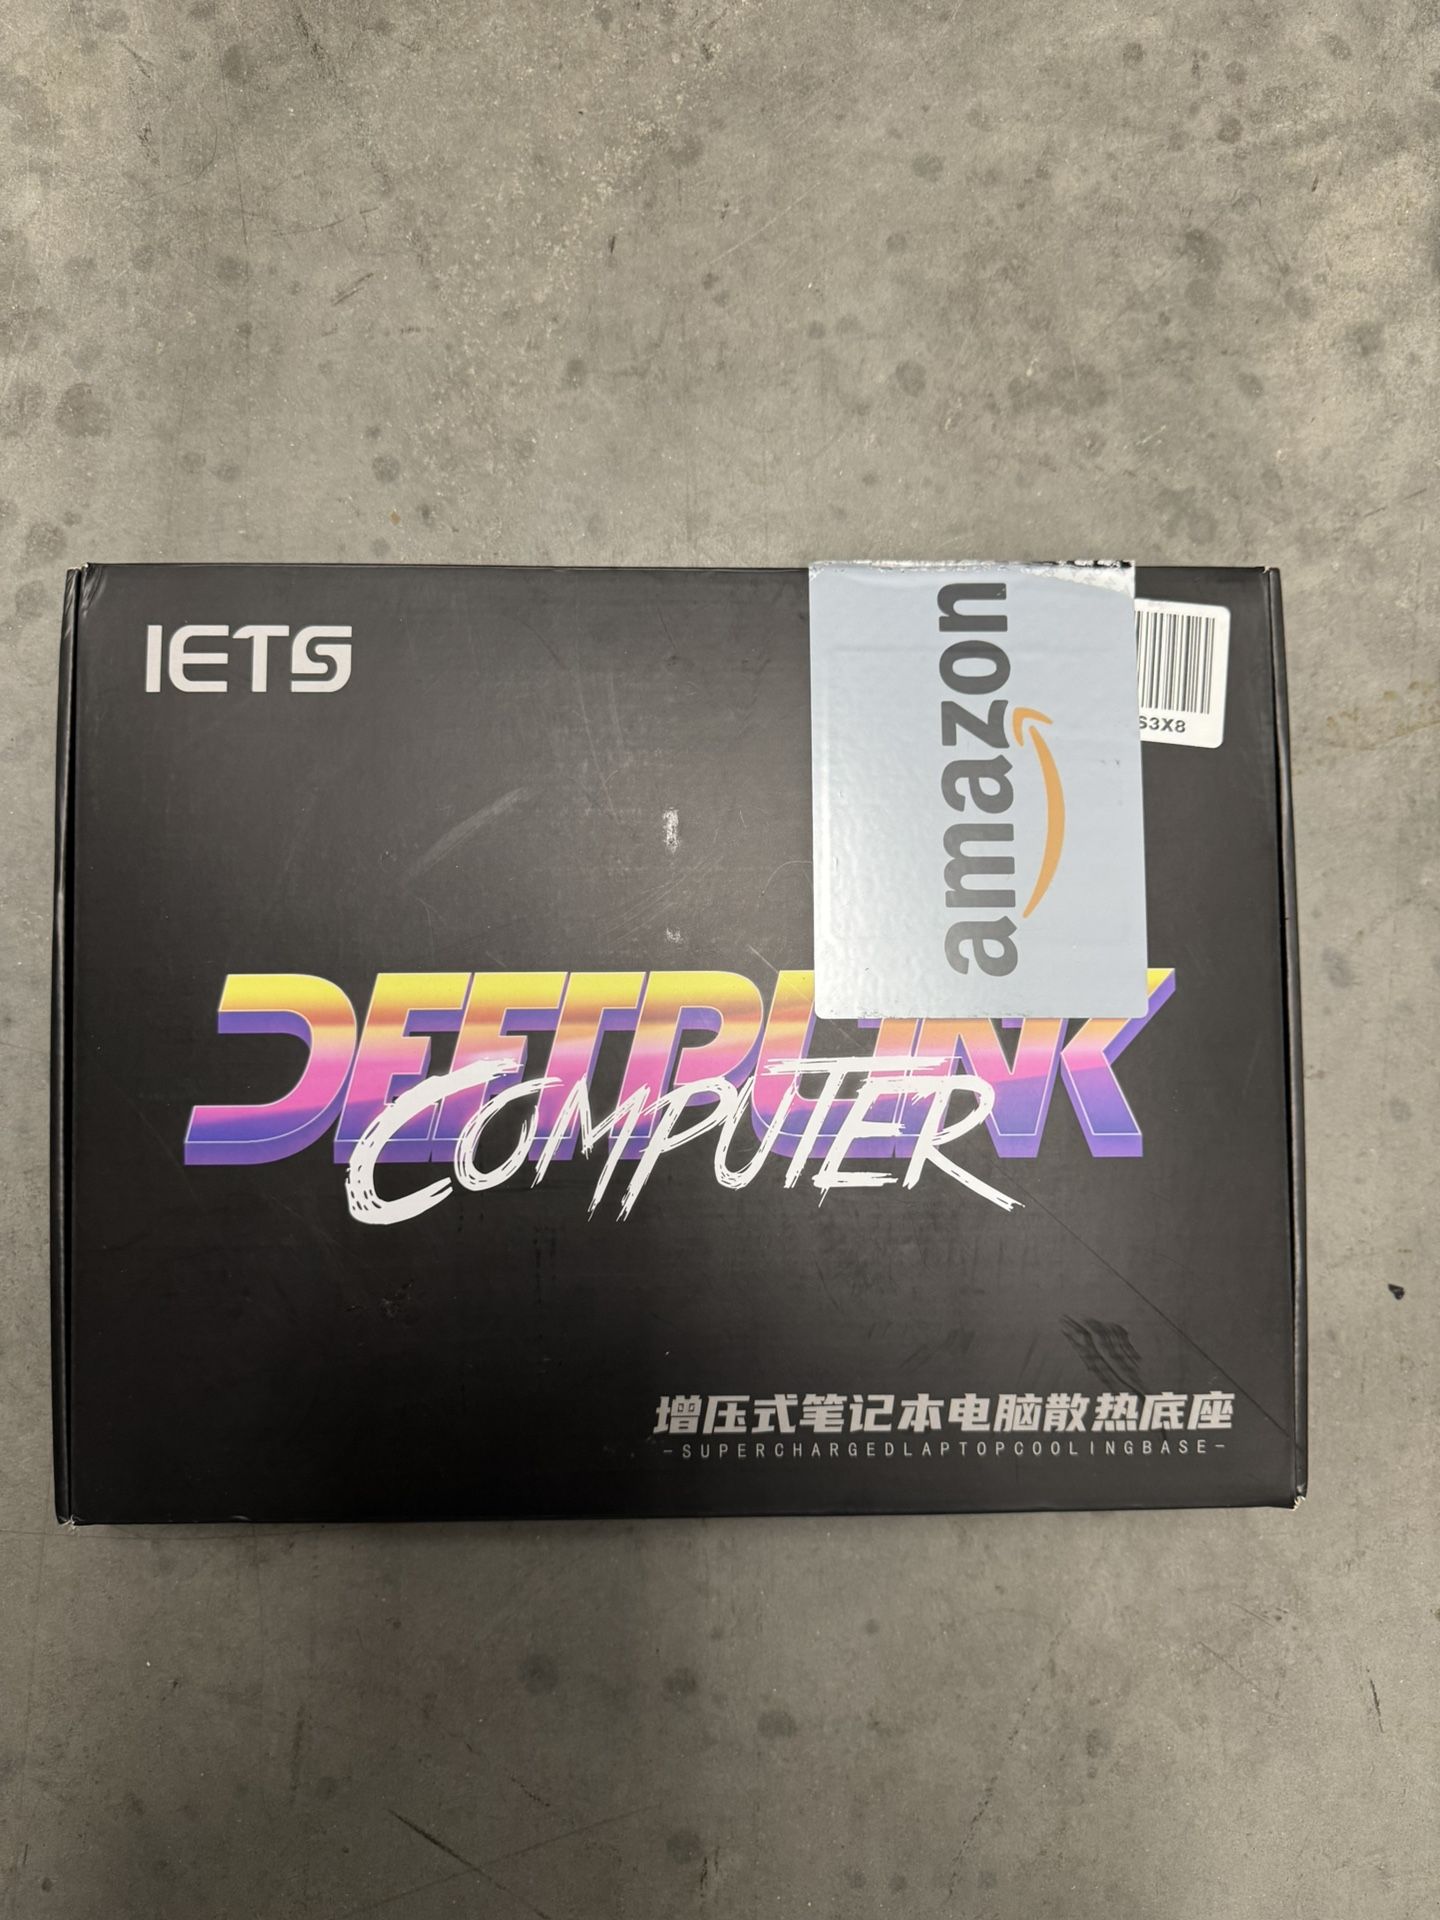 IETS
amazon
S3X8
COMPUTER
增压式笔记本电脑散热底座
-SUPERCHARGEDLAPTOPCOOLINGBASE-